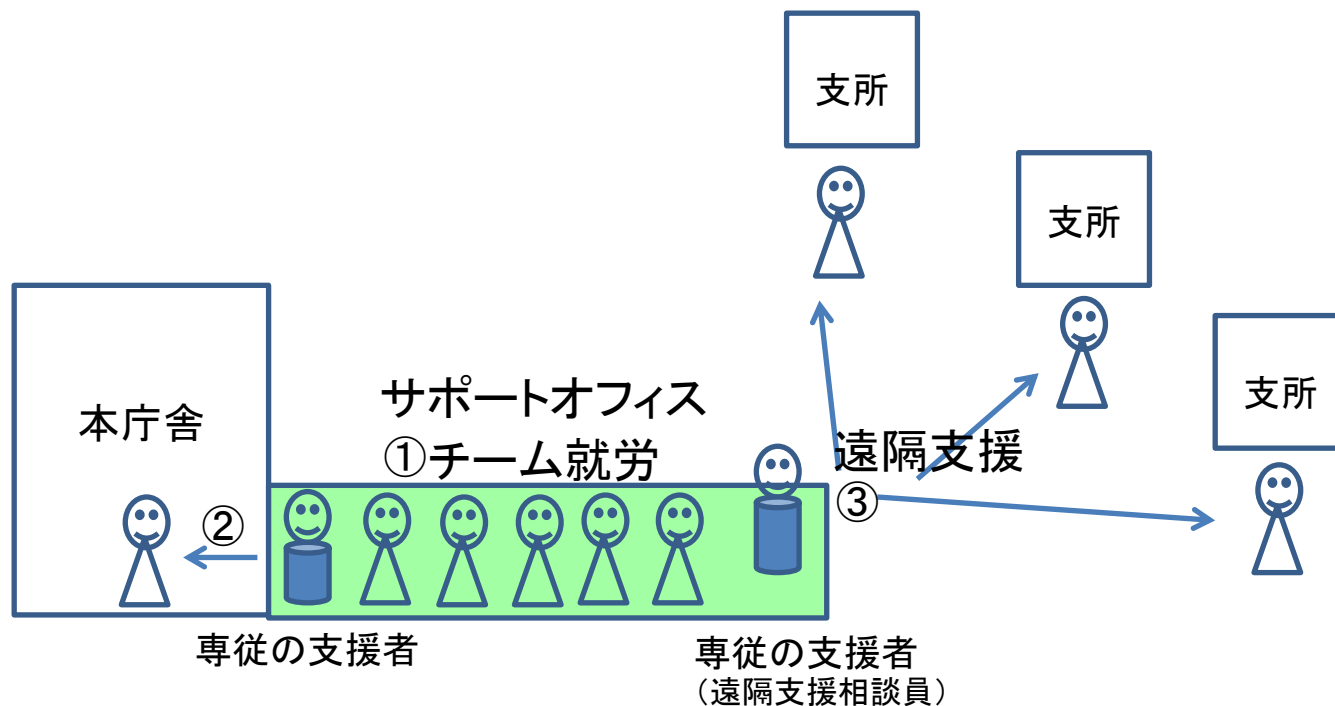 支所
支所
支所
本庁舎
サポートオフィス
①チーム就労
遠隔支援
②
③
専従の支援者
専従の支援者
（遠隔支援相談員）